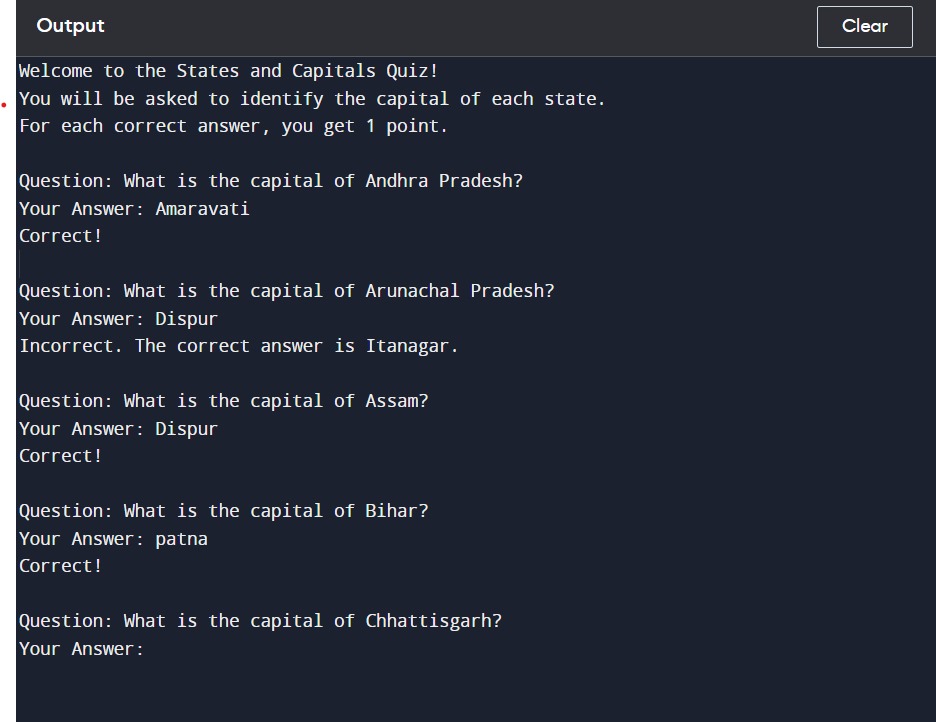 Output
Clear
Welcome to the States and Capitals Quiz!
You will be asked to identify the capital of each state.
For each correct answer, you get 1 point.
Question: What is the capital of Andhra Pradesh?
Your Answer: Amaravati
Correct!
Question: What is the capital of Arunachal Pradesh?
Your Answer: Dispur
Incorrect. The correct answer is Itanagar.
Question: What is the capital of Assam?
Your Answer: Dispur
Correct!
Question: What is the capital of Bihar?
Your Answer: patna
Correct!
Question: What is the capital of Chhattisgarh?
Your Answer: